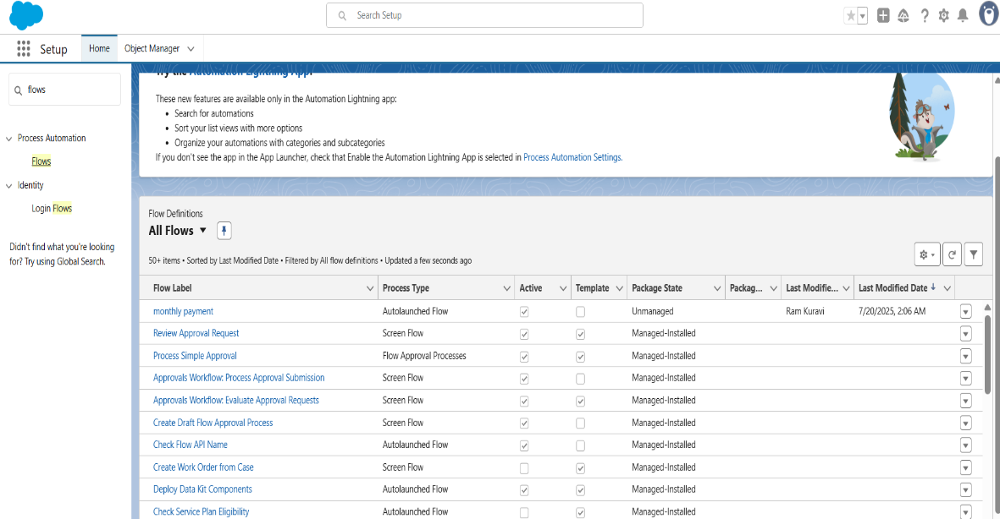 Search Setup
Setup
Home
Object Manager
flows
Process Automation
Flows
Identity
Login Flows
Didn't find what you're looking
for? Try using Global Search.
Try the Automation Lightning App!
These new features are available only in the Automation Lightning app:
• Search for automations
• Sort your list views with more options
• Organize your automations with categories and subcategories
If you don't see the app in the App Launcher, check that Enable the Automation Lightning App is selected in Process Automation Settings.
Flow Definitions
All Flows
50+ items • Sorted by Last Modified Date • Filtered by All flow definitions • Updated a few seconds ago
Flow Label Process Type Active Template Package State Packag... Last Modifie... Last Modified Date
monthly payment Autolaunched Flow Unmanaged Ram Kuravi 7/20/2025, 2:06 AM
Review Approval Request Screen Flow Managed-Installed
Process Simple Approval Flow Approval Processes Managed-Installed
Approvals Workflow: Process Approval Submission Screen Flow Managed-Installed
Approvals Workflow: Evaluate Approval Requests Screen Flow Managed-Installed
Create Draft Flow Approval Process Screen Flow Managed-Installed
Check Flow API Name Autolaunched Flow Managed-Installed
Create Work Order from Case Screen Flow Managed-Installed
Deploy Data Kit Components Autolaunched Flow Managed-Installed
Check Service Plan Eligibility Autolaunched Flow Managed-Installed